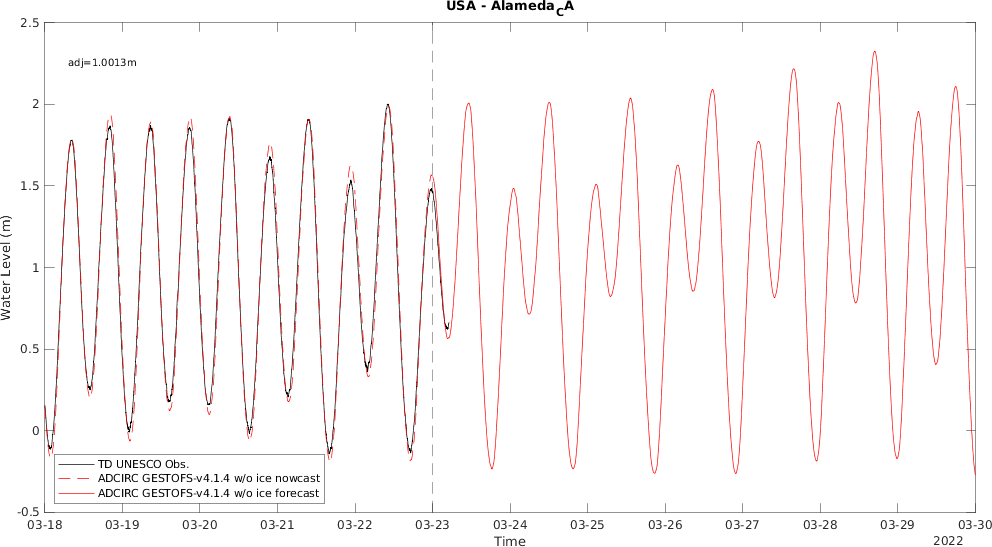 USA - Alameda_CA
adj=1.0013m
2.5
2
1.5
1
0.5
0
-0.5
Water Level (m)
TD UNESCO Obs.
ADCIRC GESTOFS-v4.1.4 w/o ice nowcast
ADCIRC GESTOFS-v4.1.4 w/o ice forecast
03-18 03-19 03-20 03-21 03-22 03-23 03-24 03-25 03-26 03-27 03-28 03-29 03-30
Time
2022